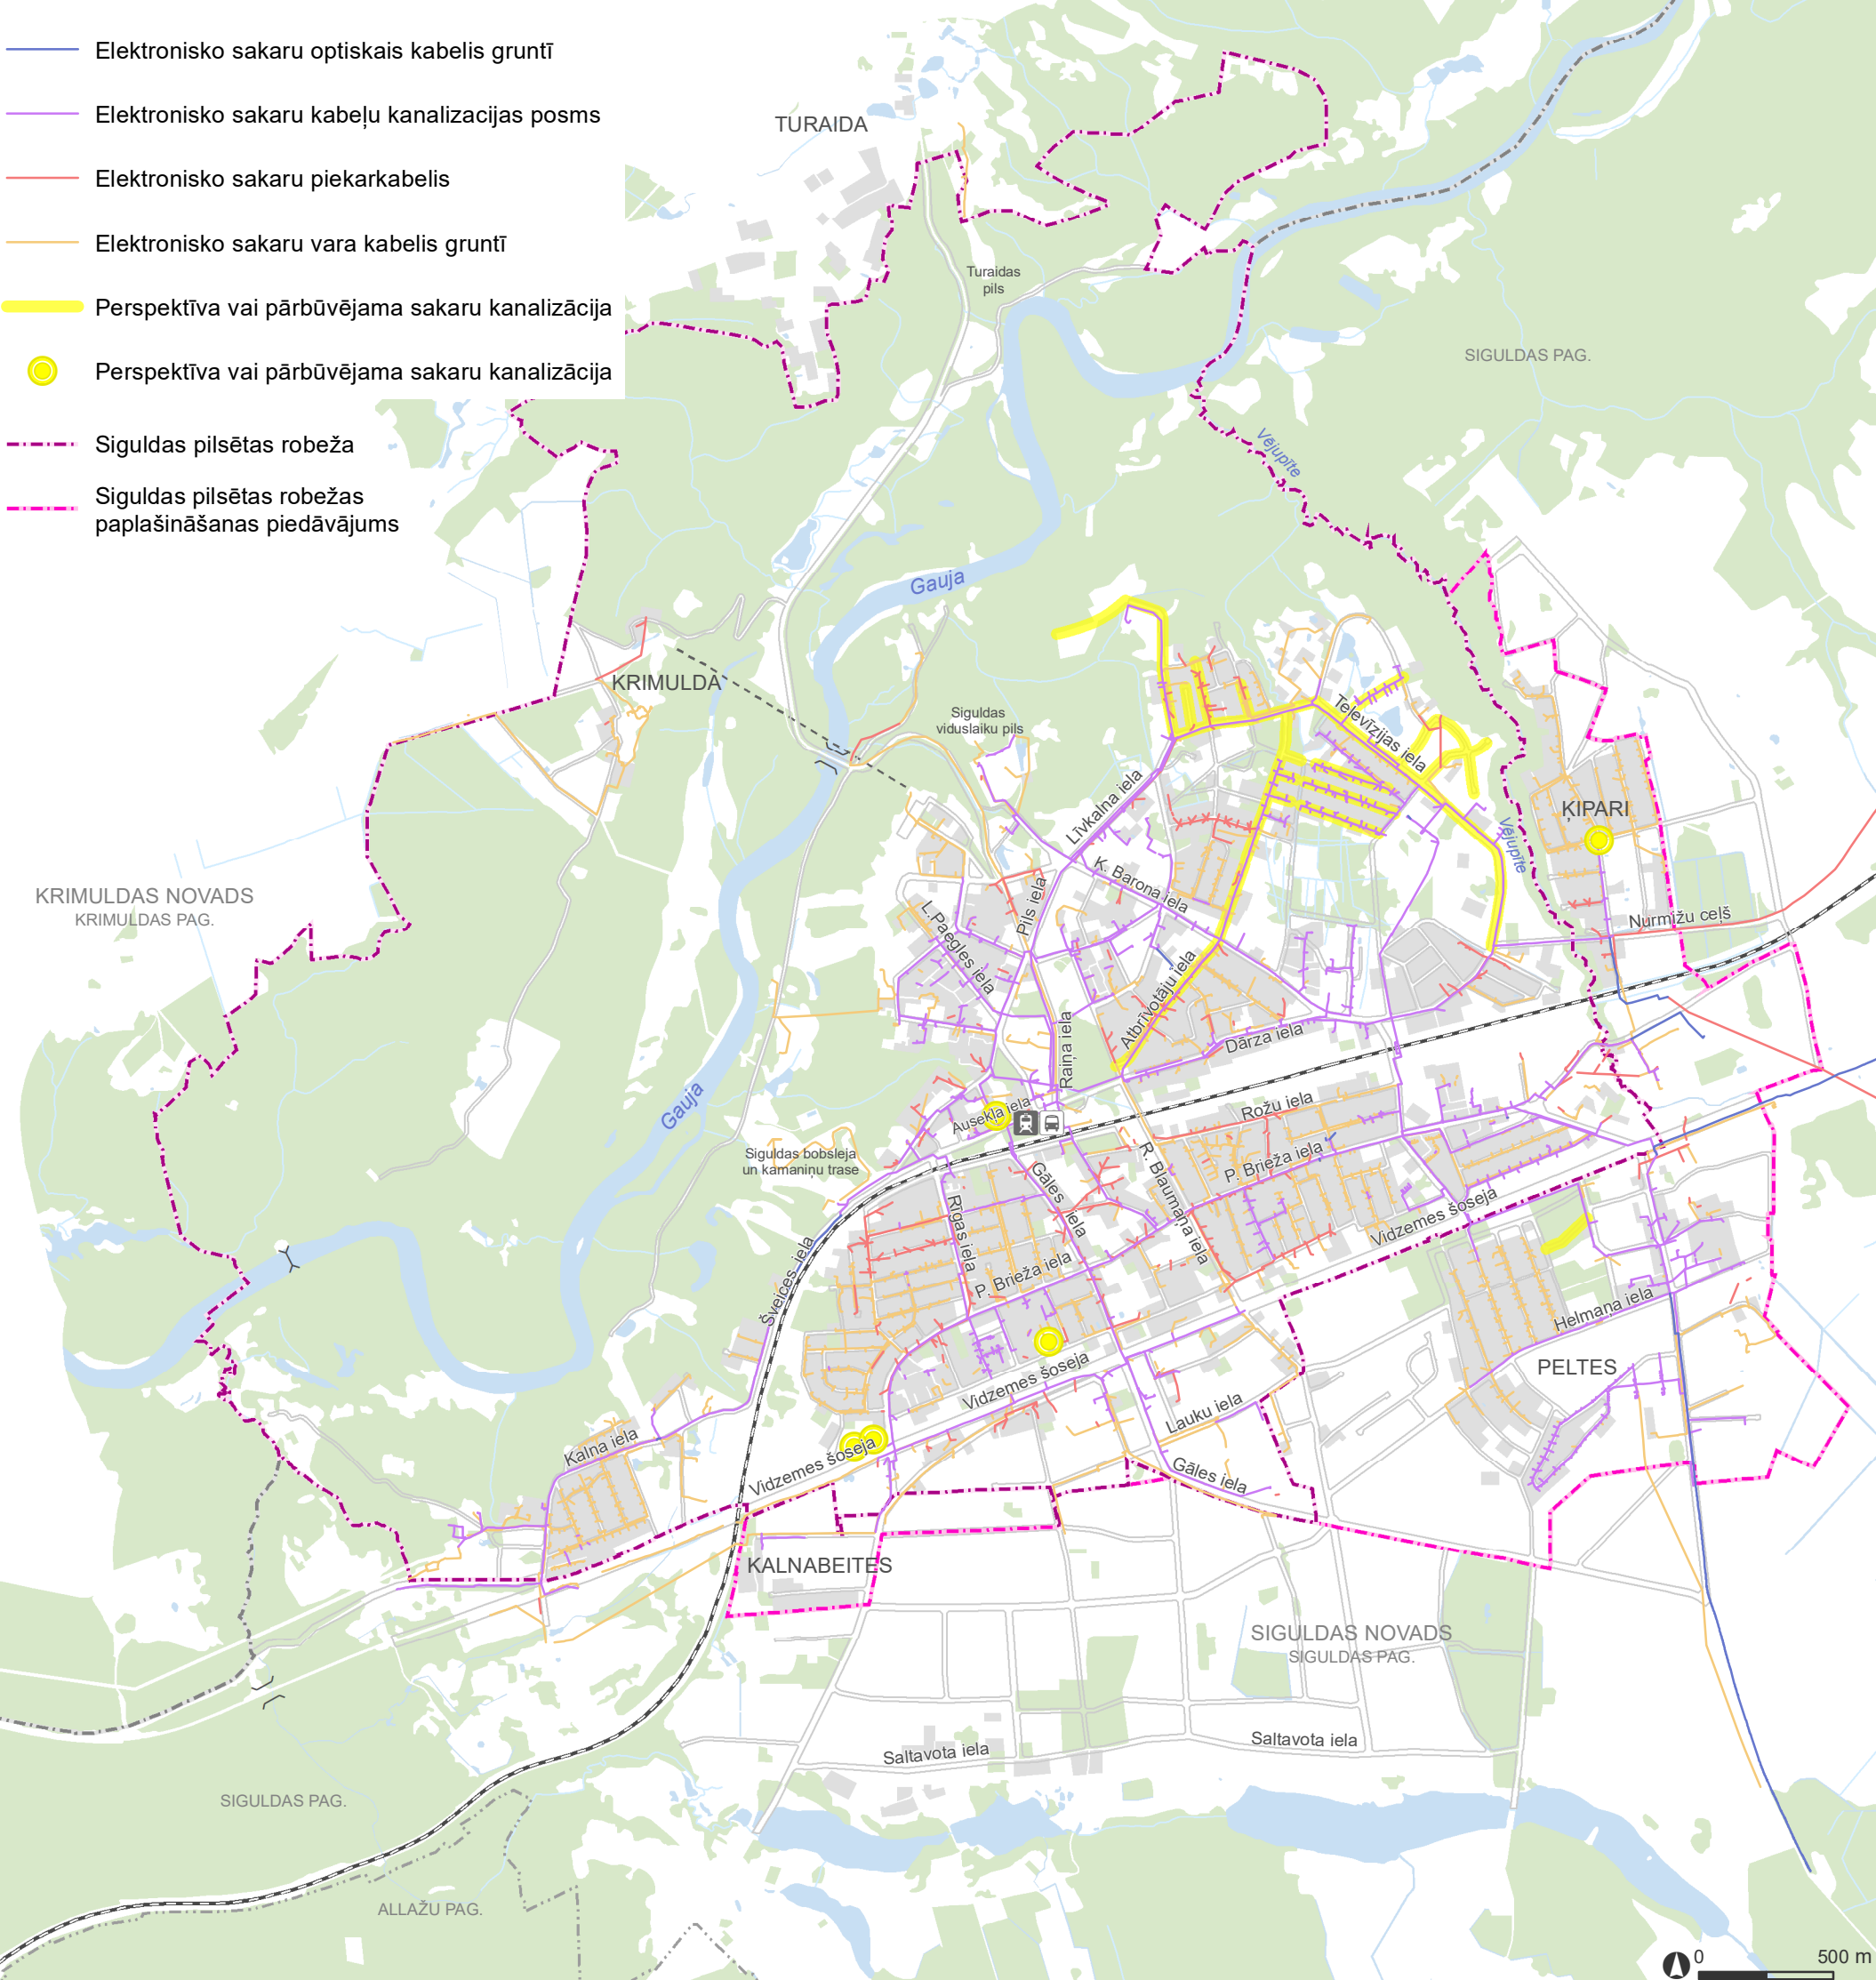 Elektronisko sakaru optiskais kabelis gruntī
Elektronisko sakaru kabeļu kanalizacijas posms
Elektronisko sakaru piekarkabelis
Elektronisko sakaru vara kabelis gruntī
Perspektīva vai pārbūvējama sakaru kanalizācija
Perspektīva vai pārbūvējama sakaru kanalizācija
Siguldas pilsētas robeža
Siguldas pilsētas robežas
paplašināšanas piedāvājums
TURAIDA
Turaidas
pils
SIGULDAS PAG.
Vējupīte
Gauja
KRIMULDA
Siguldas
viduslaiku pils
Televīzijas iela
ĶIPARI
Līvkalna iela
Vējupīte
K. Barona iela
KRIMULDAS NOVADS
KRIMULDAS PAG.
Pils iela
L.Paegles iela
Nurmižu ceļš
Atbrīvotāju iela
Raiņa iela
Dārza iela
Gauja
Ausekļa iela
Rožu iela
Siguldas bobsleja
un kamaniņu trase
P. Brieža iela
Gāles iela
R. Blaumaņa iela
Rīgas iela
Vidzemes šoseja
Šveices iela
P. Brieža iela
Helmaņa iela
PELTES
Vidzemes šoseja
Lauku iela
Kalna iela
Vidzemes šoseja
Gāles iela
KALNABEITES
SIGULDAS NOVADS
SIGULDAS PAG.
Saltavota iela
Saltavota iela
SIGULDAS PAG.
ALLAŽU PAG.
0 500 m